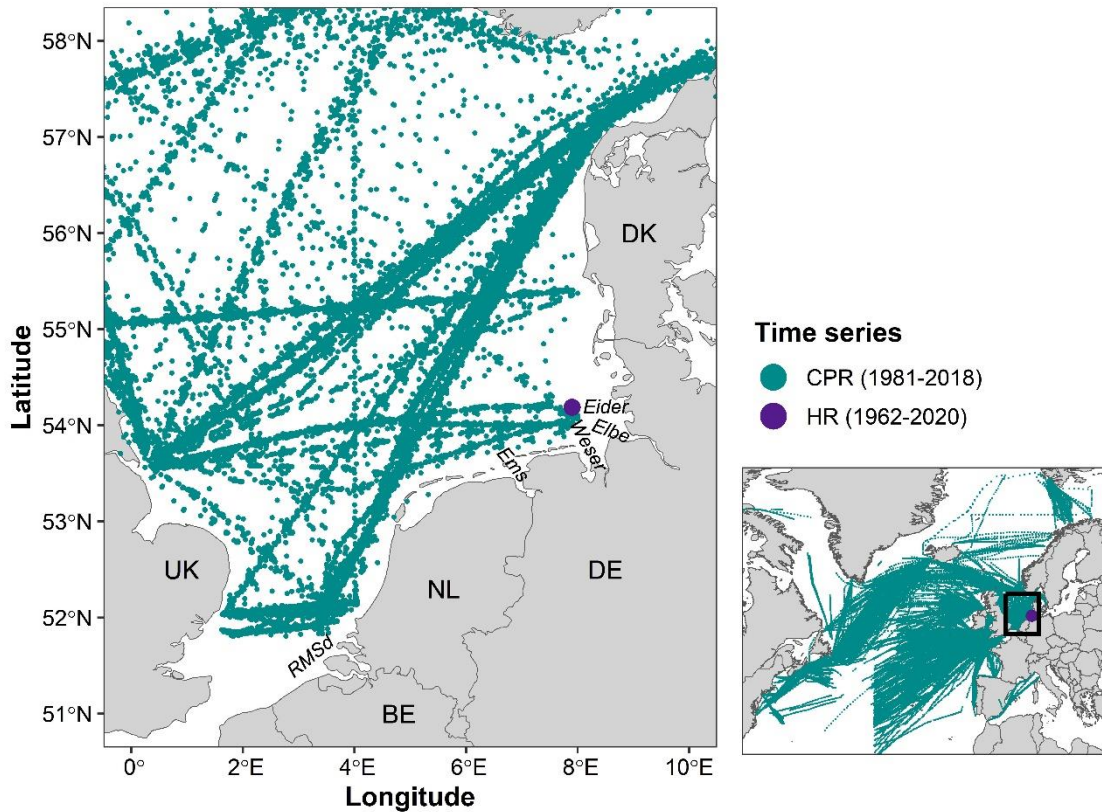 58°N
57°N
56°N
55°N
54°N
53°N
52°N
51°N
Latitude
DK
Eider
Elbe
Weser
Ems
UK
NL
DE
RMSd
BE
0°
2°E
4°E
6°E
8°E
10°E
Longitude
Time series
CPR (1981-2018)
HR (1962-2020)